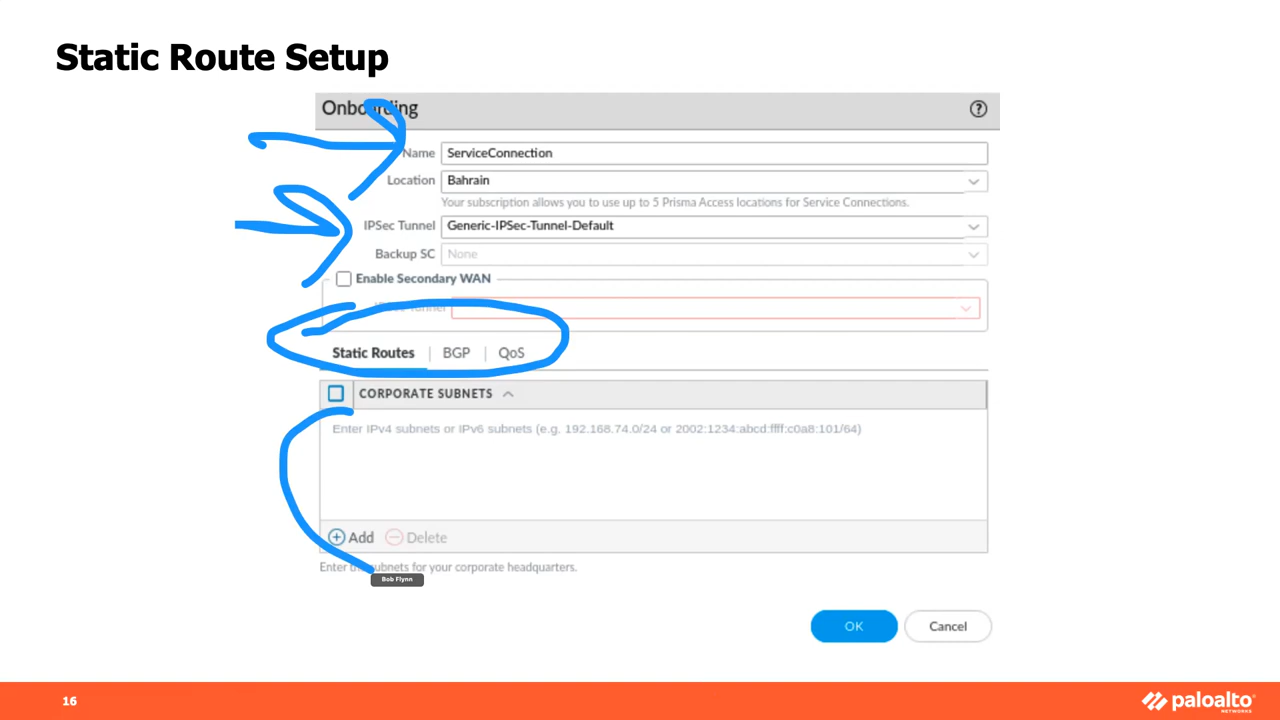 Static Route Setup
Onboarding
Name ServiceConnection
Location Bahrain
Your subscription allows you to use up to 5 Prisma Access locations for Service Connections.
IPSec Tunnel Generic-IPSec-Tunnel-Default
Backup SC None
Enable Secondary WAN
IPSec Tunnel
Static Routes BGP QoS
CORPORATE SUBNETS
Enter IPv4 subnets or IPv6 subnets (e.g. 192.168.74.0/24 or 2002:1234:abcd:ffff:c0a8:101/64)
Add Delete
Enter the subnets for your corporate headquarters.
Bob Flynn
OK Cancel
16
paloalto
NETWORKS